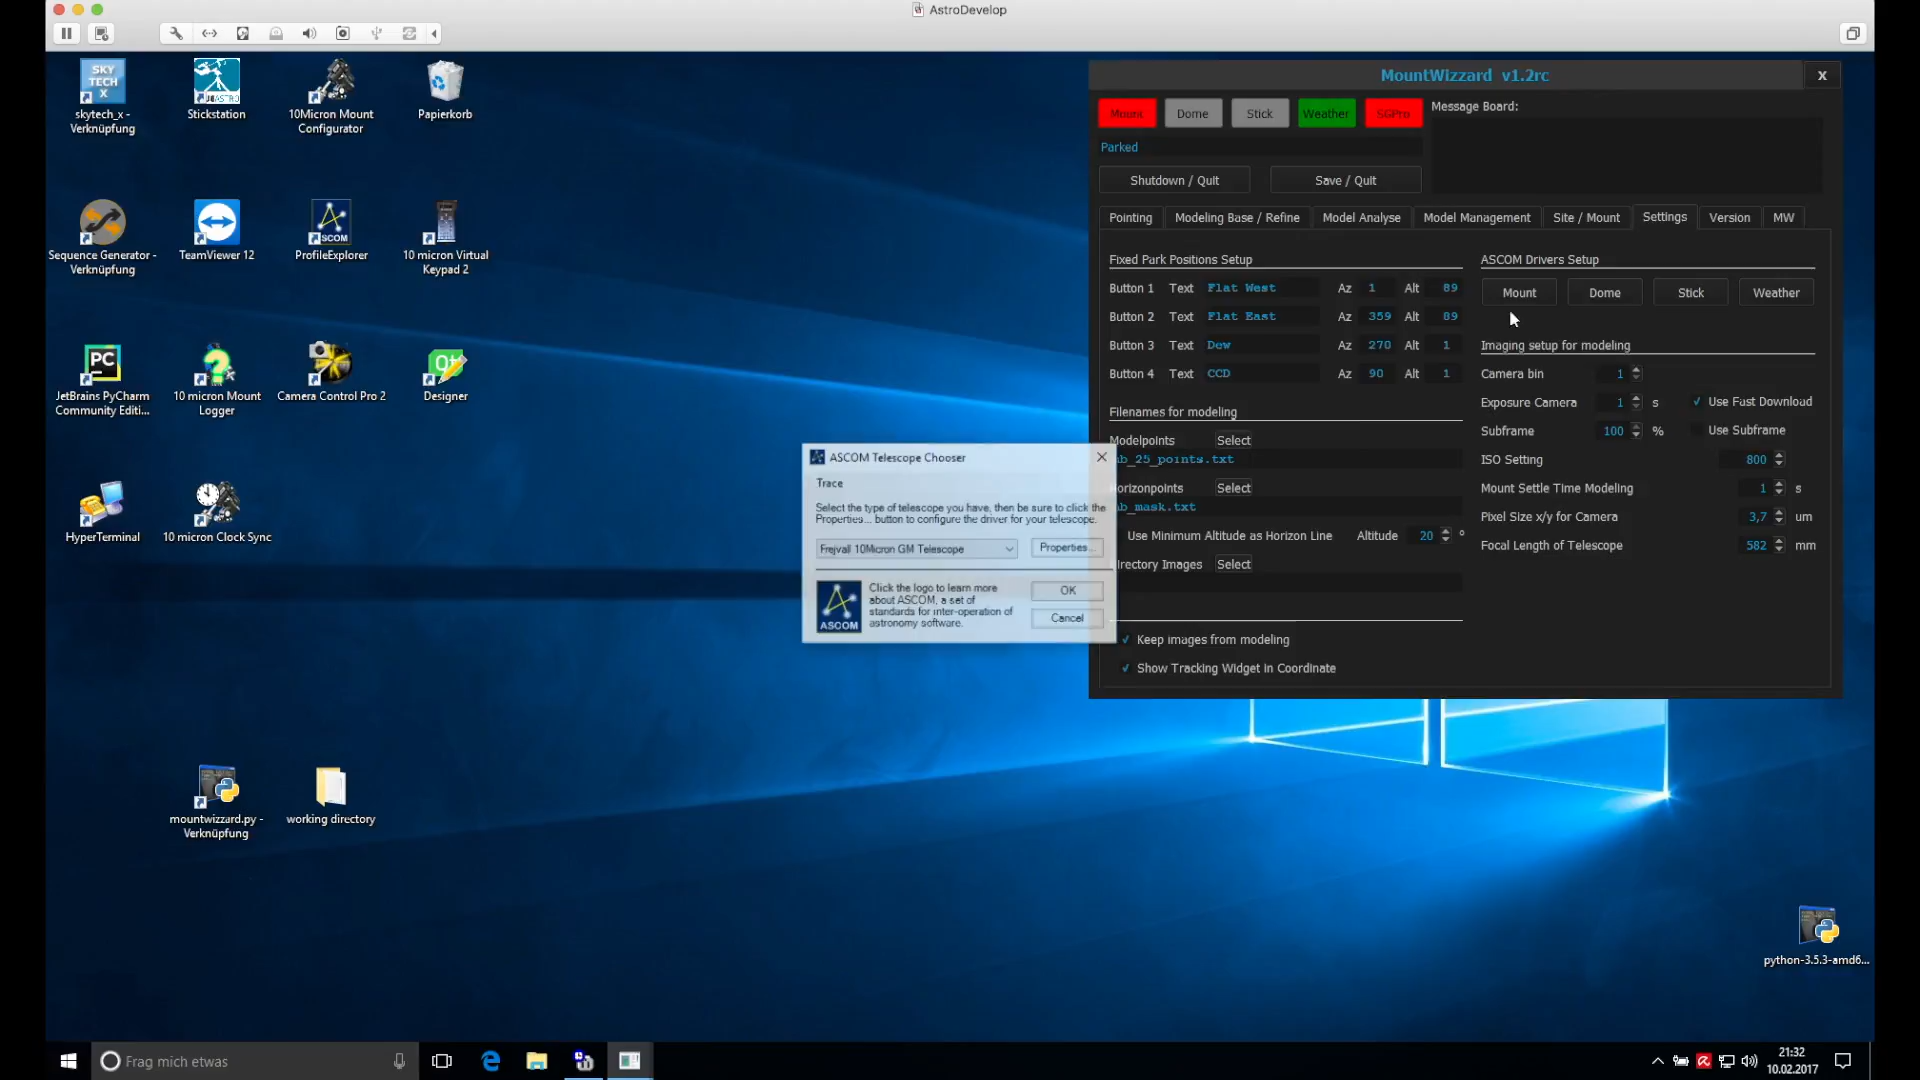 AstroDevelop
SKY
TECH
X
skytech_x -
Verknüpfung
Stickstation
10Micron Mount
Configurator
Papierkorb
Sequence Generator -
Verknüpfung
TeamViewer 12
ProfileExplorer
10 micron Virtual
Keypad 2
JetBrains PyCharm
Community Editi...
10 micron Mount
Logger
Camera Control Pro 2
Designer
HyperTerminal
10 micron Clock Sync
mountwizzard.py -
Verknüpfung
working directory
python-3.5.3-amd6...
MountWizzard v1.2rc
x
Mount Dome Stick Weather SGPro
Message Board:
Parked
Shutdown / Quit Save / Quit
Pointing Modeling Base / Refine Model Analyse Model Management Site / Mount Settings Version MW
Fixed Park Positions Setup
Button 1 Text Flat West Az 1 Alt 89
Button 2 Text Flat East Az 359 Alt 89
Button 3 Text Dew Az 270 Alt 1
Button 4 Text CCD Az 90 Alt 1
Filenames for modeling
Modelpoints Select
b_25_points.txt
Horizonpoints Select
b_mask.txt
Use Minimum Altitude as Horizon Line Altitude 20 °
irectory Images Select
Keep images from modeling
Show Tracking Widget in Coordinate
ASCOM Drivers Setup
Mount Dome Stick Weather
Imaging setup for modeling
Camera bin 1
Exposure Camera 1 s Use Fast Download
Subframe 100 % Use Subframe
ISO Setting 800
Mount Settle Time Modeling 1 s
Pixel Size x/y for Camera 3,7 um
Focal Length of Telescope 582 mm
ASCOM Telescope Chooser
Trace
Select the type of telescope you have, then be sure to click the
Properties... button to configure the driver for your telescope.
Frejvall 10Micron GM Telescope Properties...
Click the logo to learn more
about ASCOM, a set of
standards for inter-operation of
astronomy software.
ASCOM
OK
Cancel
Frag mich etwas
21:32
10.02.2017